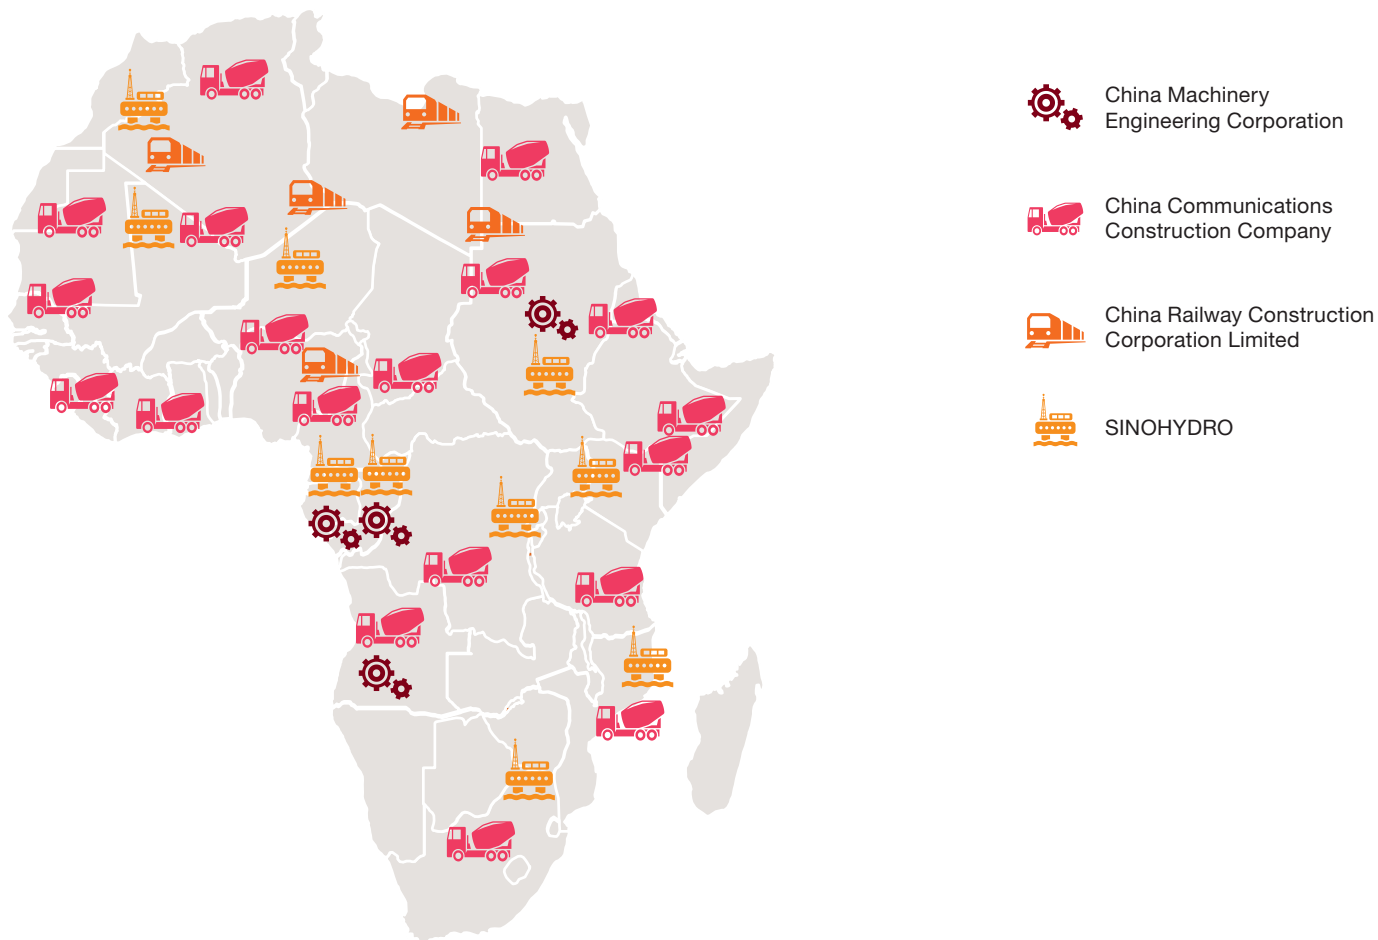 China Machinery
Engineering Corporation
China Communications
Construction Company
China Railway Construction
Corporation Limited
SINOHYDRO